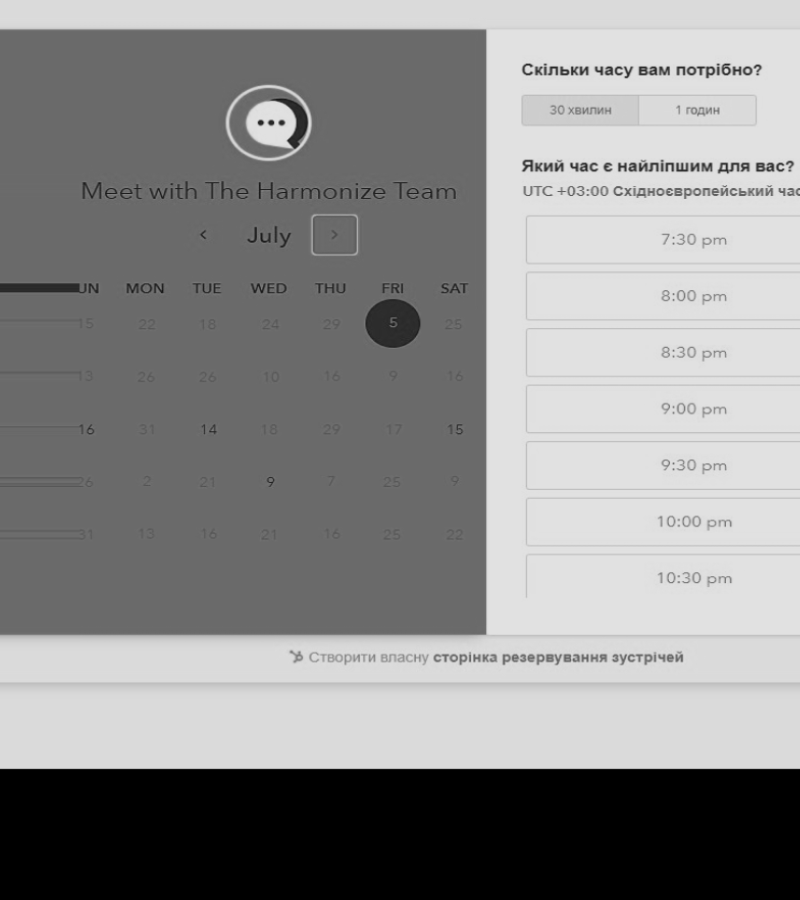 Meet with The Harmonize Team
July
UN MON TUE WED THU FRI SAT
15 22 18 24 29 5 25
13 26 26 10 16 9 16
16 31 14 18 29 17 15
26 2 21 9 7 25 9
31 13 16 21 16 25 22
Скільки часу вам потрібно?
30 хвилин 1 годин
Який час є найліпшим для вас?
UTC +03:00 Східноєвропейський час
7:30 pm
8:00 pm
8:30 pm
9:00 pm
9:30 pm
10:00 pm
10:30 pm
Створити власну сторінка резервування зустрічей